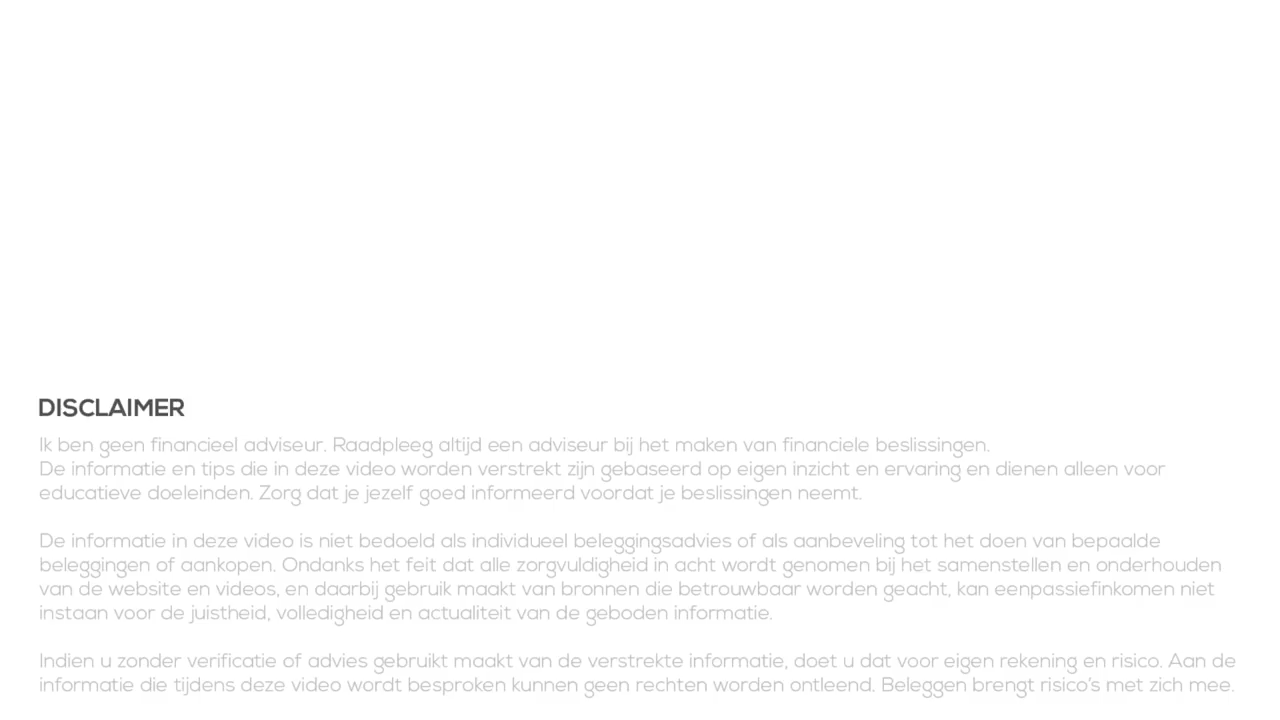 DISCLAIMER
Ik ben geen financieel adviseur. Raadpleeg altijd een adviseur bij het maken van financiele beslissingen.
De informatie en tips die in deze video worden verstrekt zijn gebaseerd op eigen inzicht en ervaring en dienen alleen voor
educatieve doeleinden. Zorg dat je jezelf goed informeerd voordat je beslissingen neemt.
De informatie in deze video is niet bedoeld als individueel beleggingsadvies of als aanbeveling tot het doen van bepaalde
beleggingen of aankopen. Ondanks het feit dat alle zorgvuldigheid in acht wordt genomen bij het samenstellen en onderhouden
van de website en videos, en daarbij gebruik maakt van bronnen die betrouwbaar worden geacht, kan eenpassiefinkomen niet
instaan voor de juistheid, volledigheid en actualiteit van de geboden informatie.
Indien u zonder verificatie of advies gebruikt maakt van de verstrekte informatie, doet u dat voor eigen rekening en risico. Aan de
informatie die tijdens deze video wordt besproken kunnen geen rechten worden ontleend. Beleggen brengt risico's met zich mee.